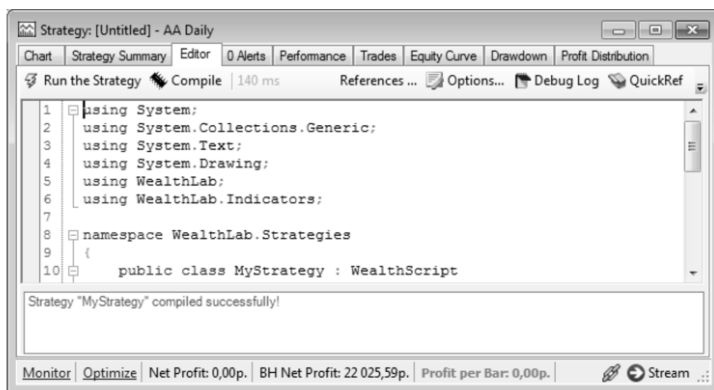 Strategy: [Untitled] - AA Daily
Chart Strategy Summary Editor 0 Alerts Performance Trades Equity Curve Drawdown Profit Distribution
Run the Strategy Compile | 140 ms References ... Options... Debug Log QuickRef
1 using System;
2 using System.Collections.Generic;
3 using System.Text;
4 using System.Drawing;
5 using WealthLab;
6 using WealthLab.Indicators;
7
8 namespace WealthLab.Strategies
9 {
10 public class MyStrategy : WealthScript
Strategy "MyStrategy" compiled successfully!
Monitor Optimize Net Profit: 0,00p. BH Net Profit: 22 025,59p. Profit per Bar: 0,00p. Stream